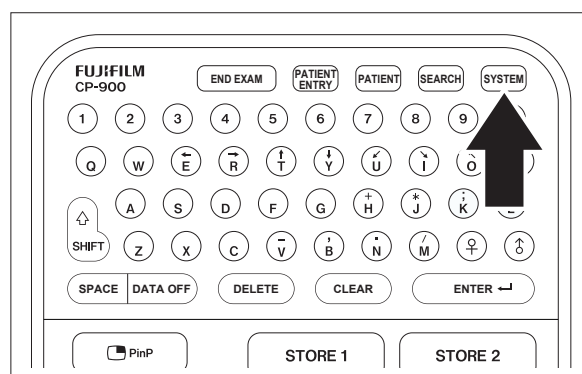 FUJIFILM
CP-900
END EXAM PATIENT ENTRY PATIENT SEARCH SYSTEM
1 2 3 4 5 6 7 8 9
Q W E R T Y U I O
A S D F G + H * J ; K
SHIFT Z X C - V , B . N / M
SPACE DATA OFF DELETE CLEAR ENTER
PinP STORE 1 STORE 2